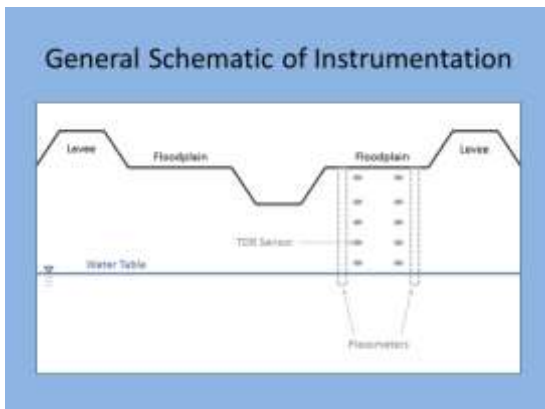 General Schematic of Instrumentation
Levee
Floodplain
Floodplain
Levee
TDR Sensor
Water Table
Piezometers